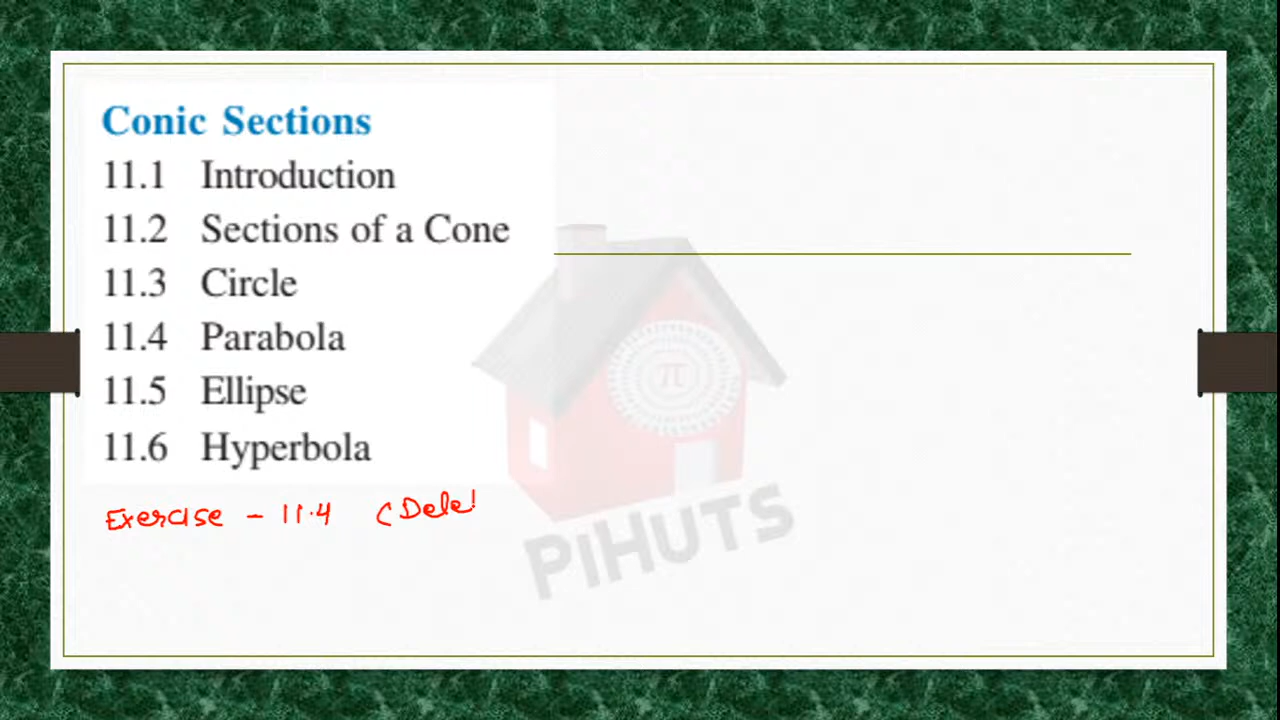 Conic Sections
11.1 Introduction
11.2 Sections of a Cone
11.3 Circle
11.4 Parabola
11.5 Ellipse
11.6 Hyperbola
Exercise - 11.4
π
PiHUTS